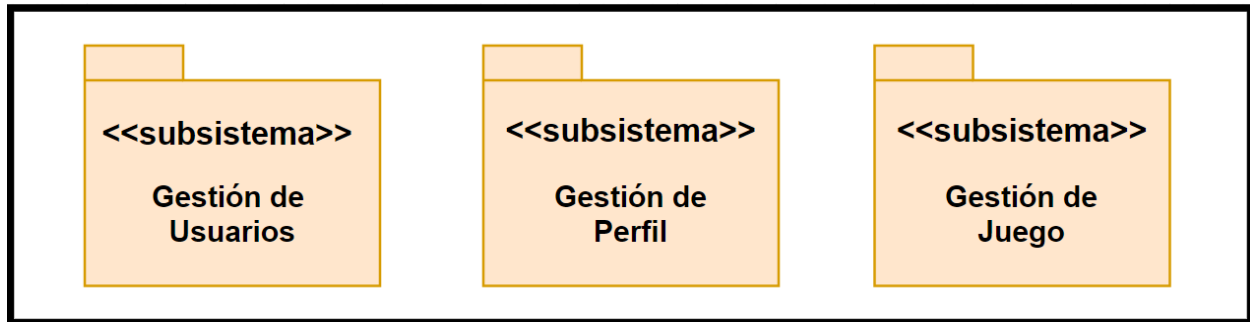 <<subsistema>>
Gestión de
Usuarios
<<subsistema>>
Gestión de
Perfil
<<subsistema>>
Gestión de
Juego